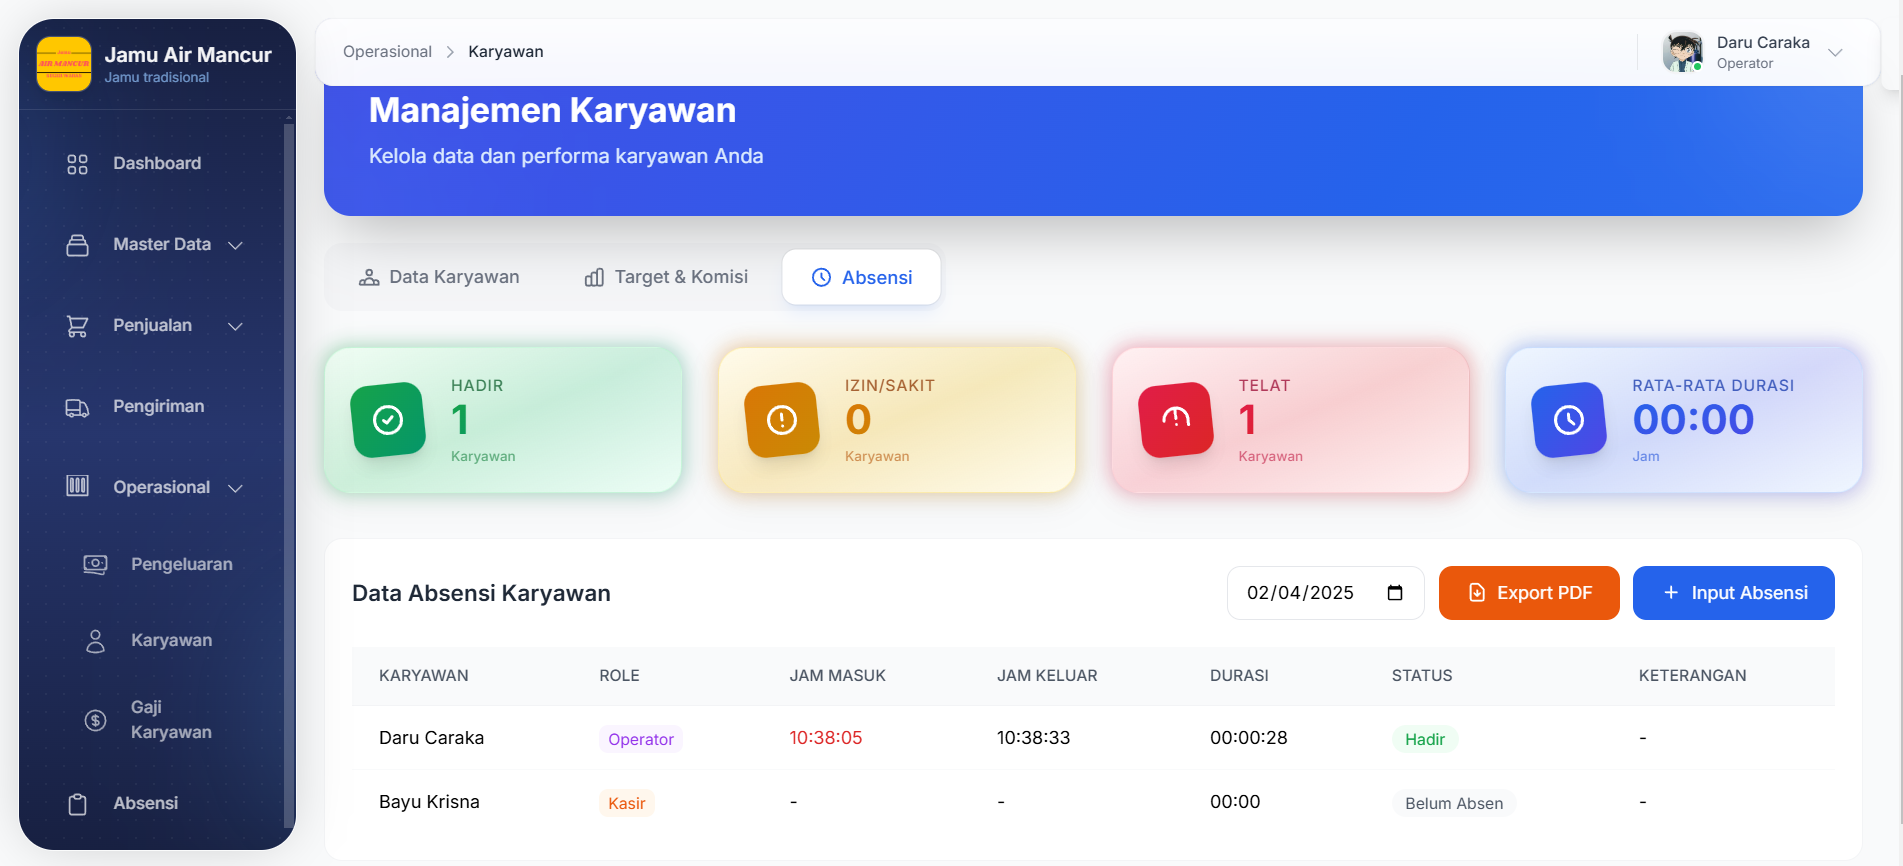 AIR MANCUR
Jamu Air Mancur
Jamu tradisional
Dashboard
Master Data
Penjualan
Pengiriman
Operasional
Pengeluaran
Karyawan
Gaji
Karyawan
Absensi
Operasional > Karyawan
Daru Caraka
Operator
Manajemen Karyawan
Kelola data dan performa karyawan Anda
Data Karyawan
Target & Komisi
Absensi
HADIR
1
Karyawan
IZIN/SAKIT
0
Karyawan
TELAT
1
Karyawan
RATA-RATA DURASI
00:00
Jam
Data Absensi Karyawan
02/04/2025
Export PDF
+ Input Absensi
KARYAWAN ROLE JAM MASUK JAM KELUAR DURASI STATUS KETERANGAN
Daru Caraka Operator 10:38:05 10:38:33 00:00:28 Hadir -
Bayu Krisna Kasir - - 00:00 Belum Absen -